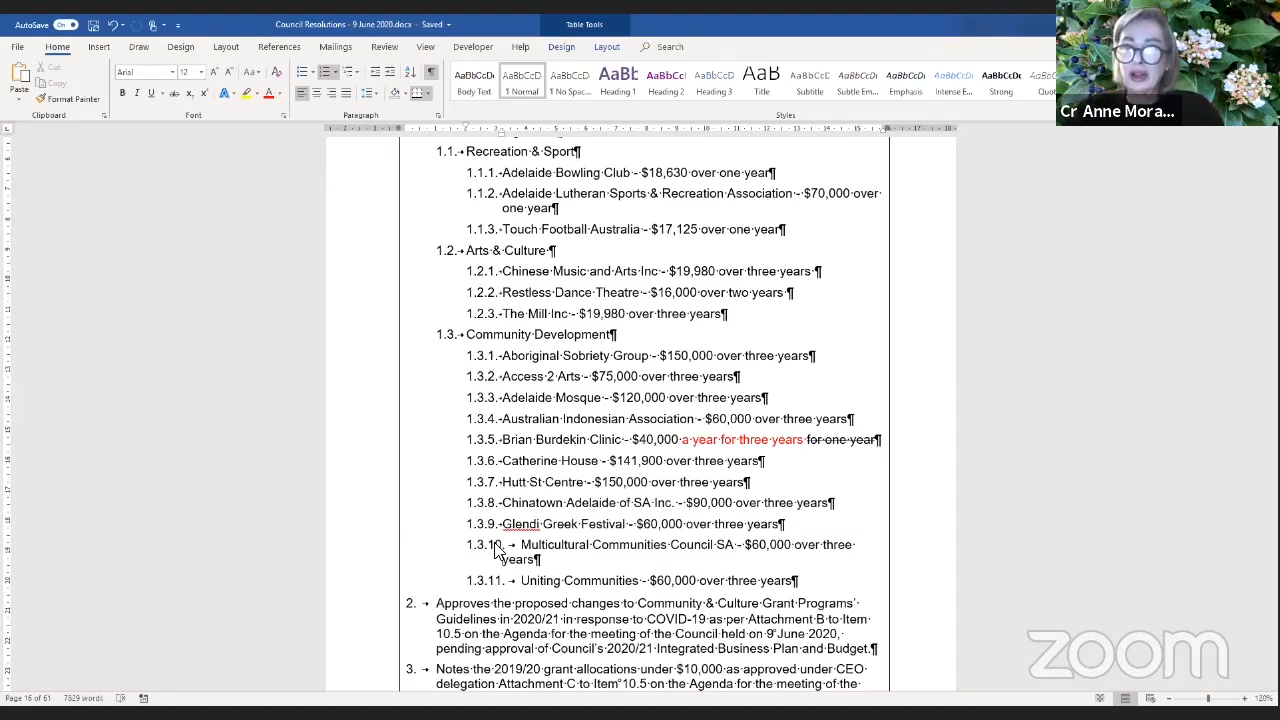 AutoSave On Council Resolutions - 9 June 2020.docx - Saved Table Tools
File Home Insert Draw Design Layout References Mailings Review View Developer Help Design Layout Search
Cut
Copy
Format Painter
Paste
Arial 12
Clipboard Font Paragraph Styles
AaBbCcDc AaBbCcD AaBbCcD AaBb AaBbCc AaBbCcD AaB AaBbCcD AaBbCcD AaBbCcD AaBbCcD AaBbCcD
Body Text ¶ Normal ¶ No Spac... Heading 1 Heading 2 Heading 3 Title Subtitle Subtle Em... Emphasis Intense E... Strong
Cr Anne Mora...
1.1. Recreation & Sport¶
1.1.1. Adelaide Bowling Club - $18,630 over one year¶
1.1.2. Adelaide Lutheran Sports & Recreation Association - $70,000 over
one year¶
1.1.3. Touch Football Australia - $17,125 over one year¶
1.2. Arts & Culture ¶
1.2.1. Chinese Music and Arts Inc - $19,980 over three years ¶
1.2.2. Restless Dance Theatre - $16,000 over two years ¶
1.2.3. The Mill Inc - $19,980 over three years¶
1.3. Community Development¶
1.3.1. Aboriginal Sobriety Group - $150,000 over three years¶
1.3.2. Access 2 Arts - $75,000 over three years¶
1.3.3. Adelaide Mosque - $120,000 over three years¶
1.3.4. Australian Indonesian Association - $60,000 over three years¶
1.3.5. Brian Burdekin Clinic - $40,000 a year for three years for one year¶
1.3.6. Catherine House - $141,900 over three years¶
1.3.7. Hutt St Centre - $150,000 over three years¶
1.3.8. Chinatown Adelaide of SA Inc. - $90,000 over three years¶
1.3.9. Glendi Greek Festival - $60,000 over three years¶
1.3.10. Multicultural Communities Council SA - $60,000 over three
years¶
1.3.11. Uniting Communities - $60,000 over three years¶
2. Approves the proposed changes to Community & Culture Grant Programs'
Guidelines in 2020/21 in response to COVID-19 as per Attachment B to Item
10.5 on the Agenda for the meeting of the Council held on 9 June 2020,
pending approval of Council's 2020/21 Integrated Business Plan and Budget.¶
3. Notes the 2019/20 grant allocations under $10,000 as approved under CEO
delegation Attachment C to Item 10.5 on the Agenda for the meeting of the
Page 16 of 61 7829 words 120%
zoom